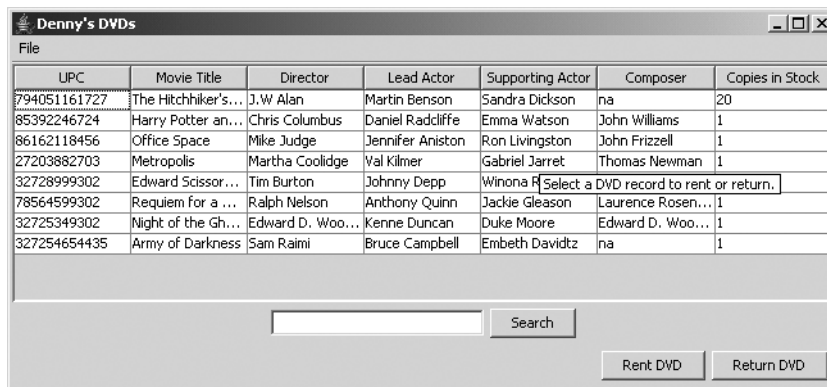 Denny's DVDs
File
UPC Movie Title Director Lead Actor Supporting Actor Composer Copies in Stock
794051161727 The Hitchhiker's... J.W Alan Martin Benson Sandra Dickson na 20
85392246724 Harry Potter an... Chris Columbus Daniel Radcliffe Emma Watson John Williams 1
86162118456 Office Space Mike Judge Jennifer Aniston Ron Livingston John Frizzell 1
27203882703 Metropolis Martha Coolidge Val Kilmer Gabriel Jarret Thomas Newman 1
32728999302 Edward Scissor... Tim Burton Johnny Depp Winona R
Select a DVD record to rent or return.
78564599302 Requiem for a ... Ralph Nelson Anthony Quinn Jackie Gleason Laurence Rosen... 1
32725349302 Night of the Gh... Edward D. Woo... Kenne Duncan Duke Moore Edward D. Woo... 1
327254654435 Army of Darkness Sam Raimi Bruce Campbell Embeth Davidtz na 1
Search
Rent DVD Return DVD